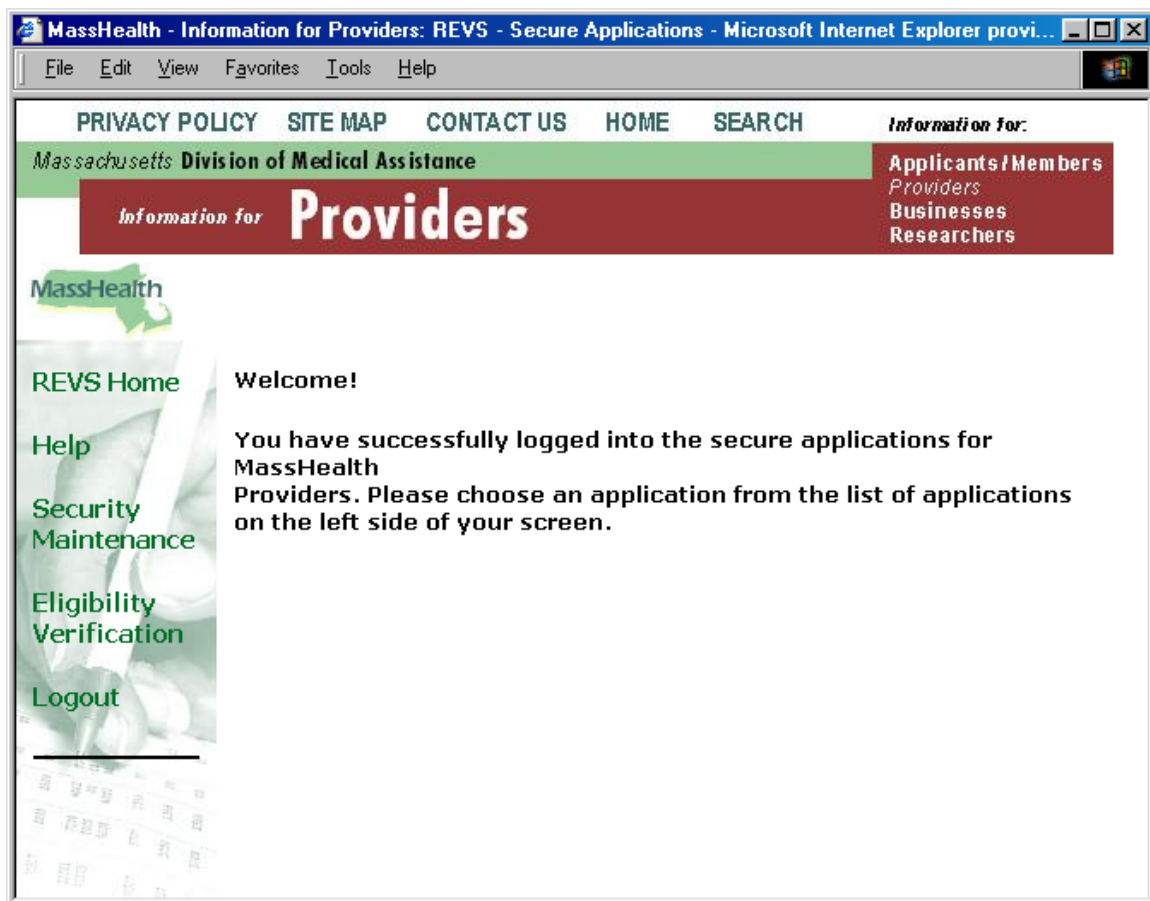 MassHealth - Information for Providers: REVS - Secure Applications - Microsoft Internet Explorer provi...
File Edit View Favorites Tools Help
PRIVACY POLICY SITE MAP CONTACT US HOME SEARCH Information for:
Massachusetts Division of Medical Assistance
Applicants/Members
Providers
Businesses
Researchers
Information for Providers
MassHealth
REVS Home
Help
Security
Maintenance
Eligibility
Verification
Logout
Welcome!
You have successfully logged into the secure applications for
MassHealth
Providers. Please choose an application from the list of applications
on the left side of your screen.